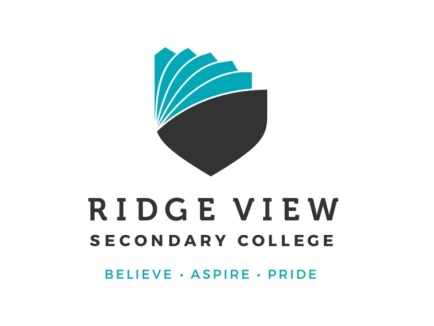 RIDGE VIEW
SECONDARY COLLEGE
BELIEVE · ASPIRE · PRIDE